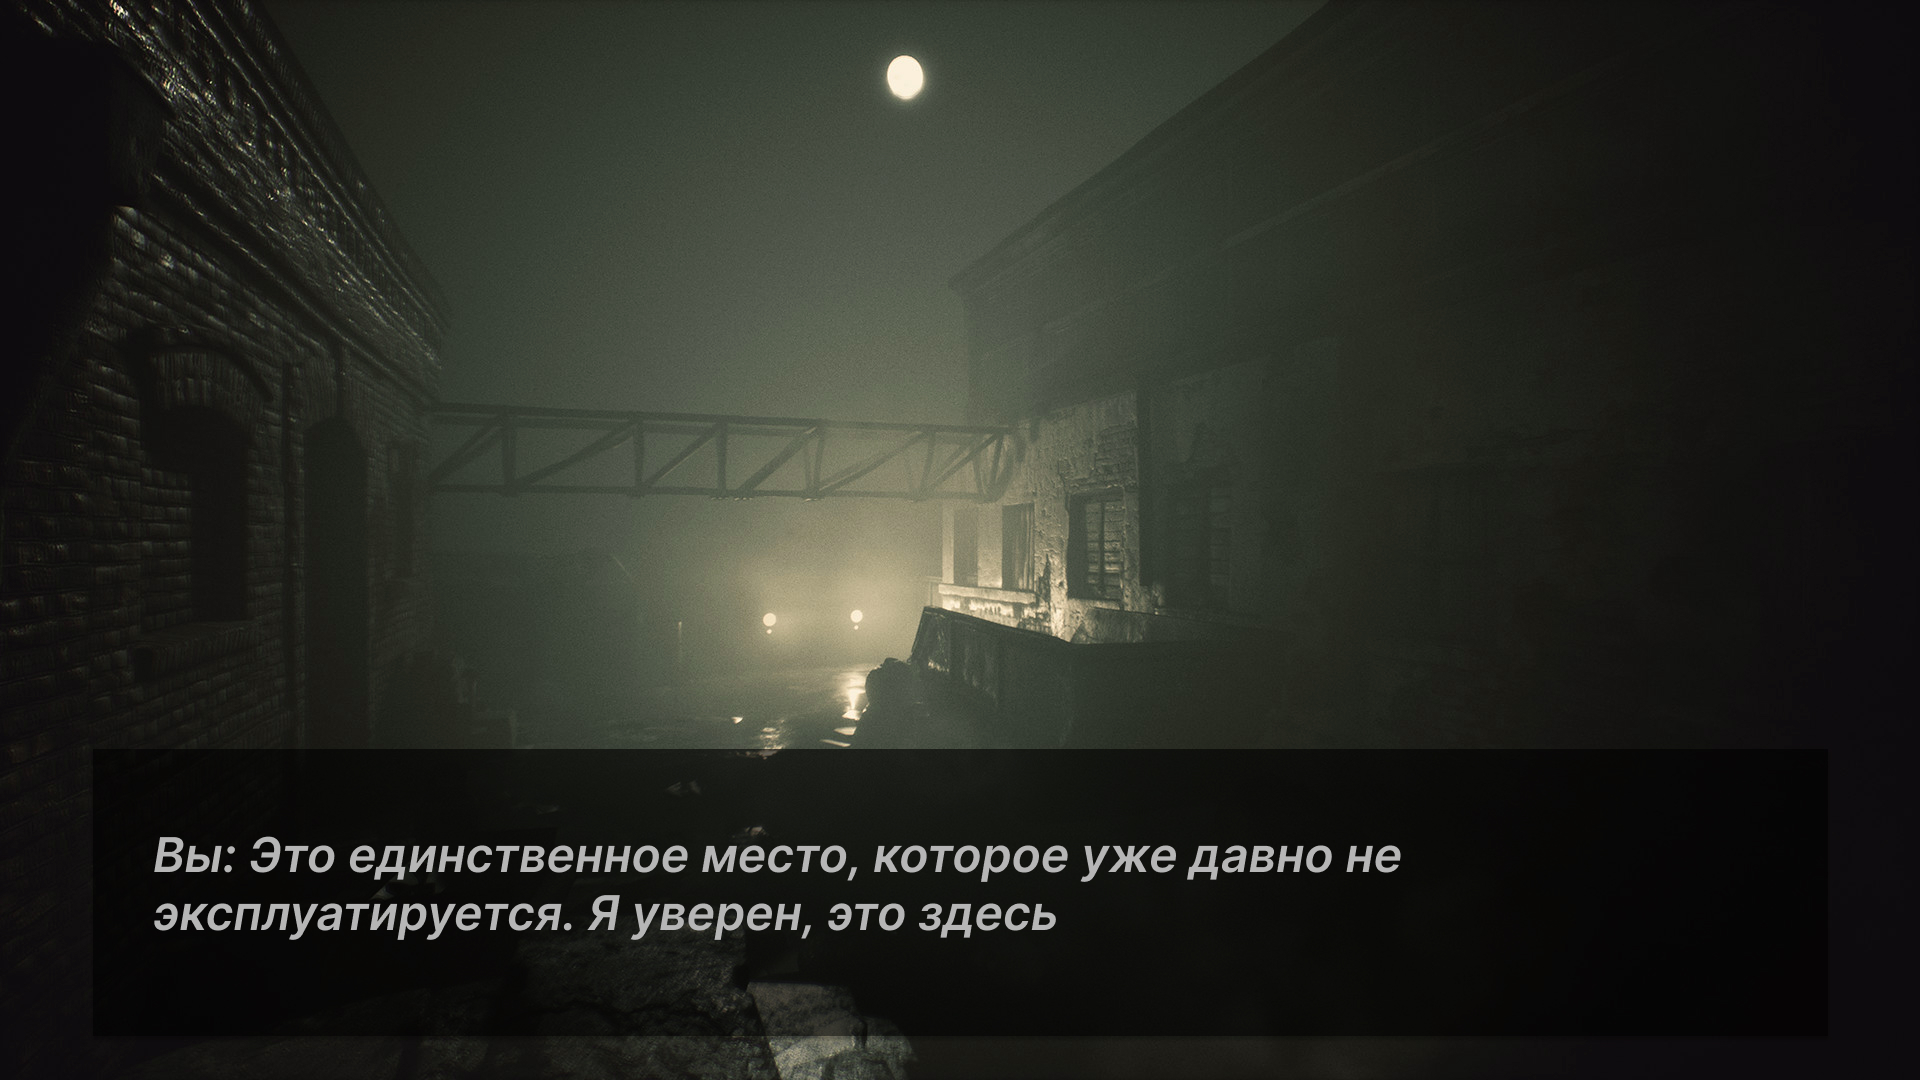 Вы: Это единственное место, которое уже давно не
эксплуатируется. Я уверен, это здесь